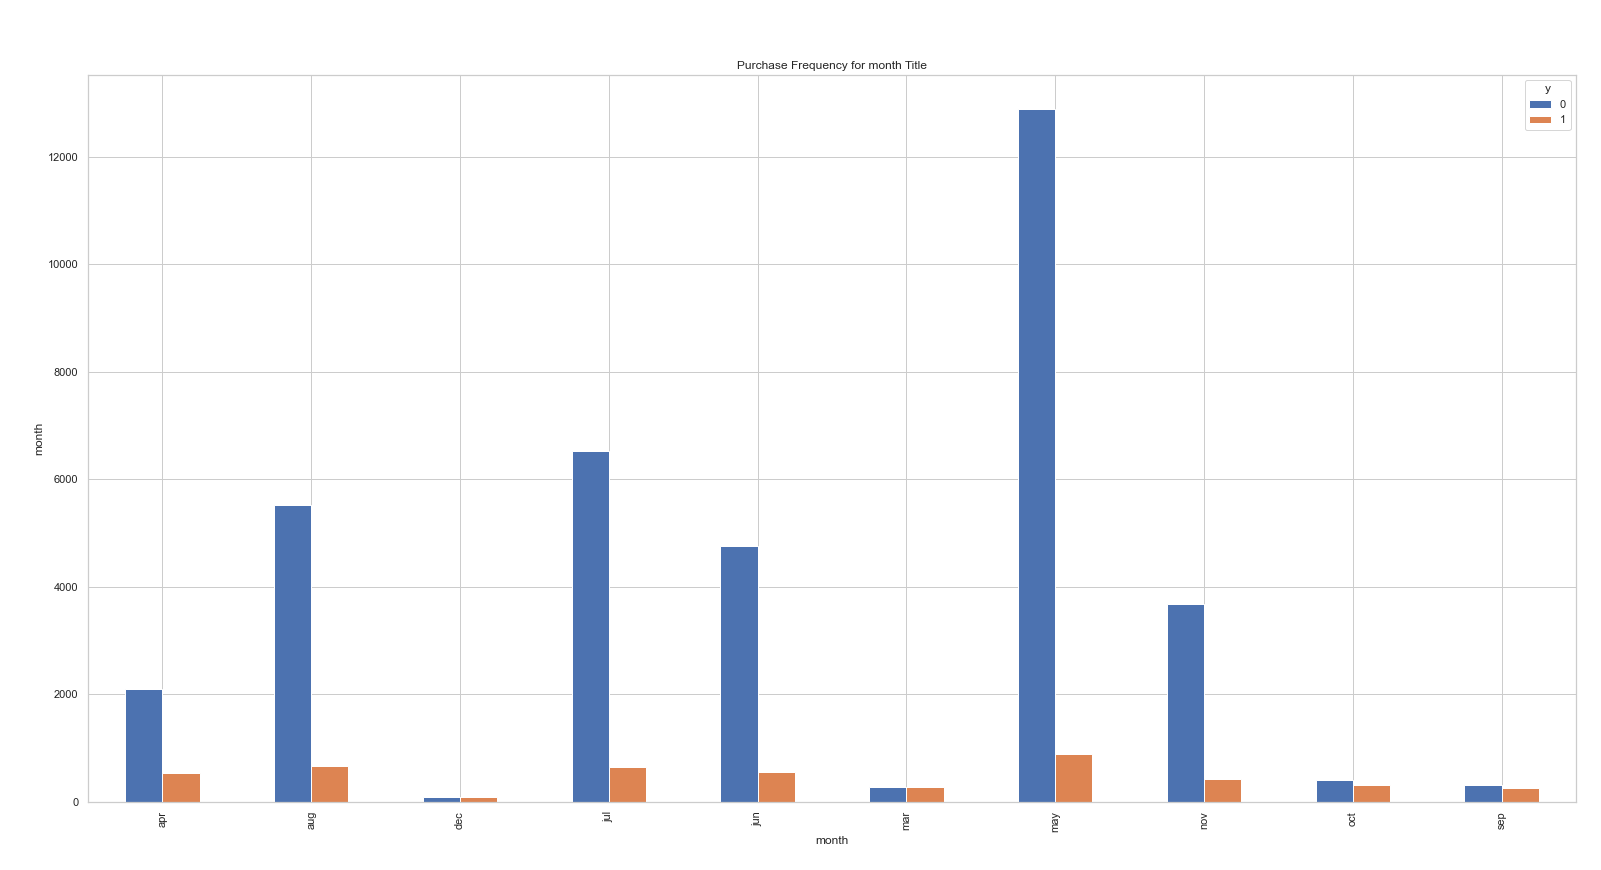 Purchase Frequency for month Title
y
0
1
12000
10000
8000
6000
4000
2000
0
month
apr
aug
dec
jul
jun
mar
may
nov
oct
sep
month